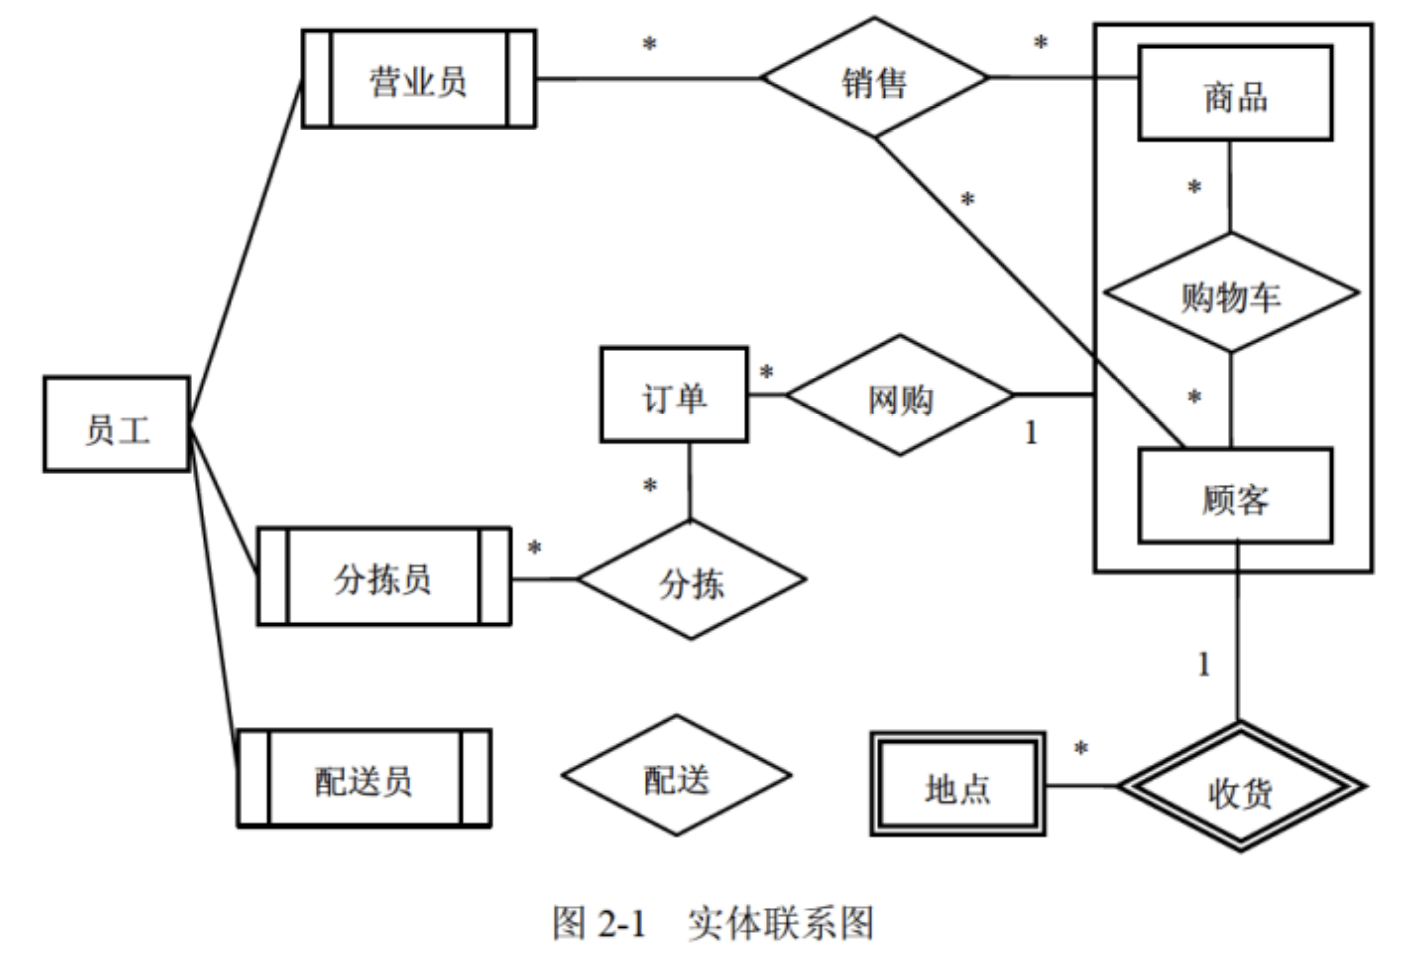 营业员
*
销售
*
商品
*
*
购物车
员工
订单
*
网购
1
*
顾客
*
分拣员
*
分拣
1
配送员
配送
地点
*
收货
图 2-1 实体联系图